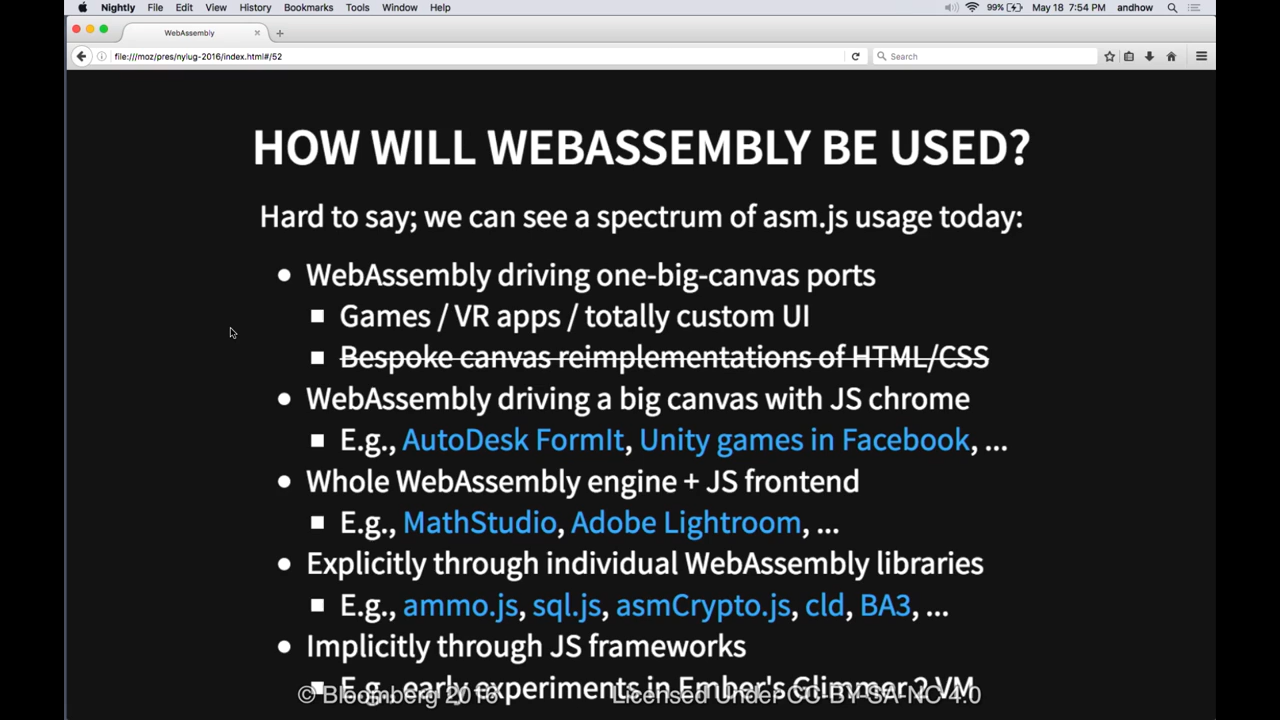 Nightly File Edit View History Bookmarks Tools Window Help 99% May 18 7:54 PM andhow
WebAssembly
file:///moz/pres/nylug-2016/index.html#/52 Search
HOW WILL WEBASSEMBLY BE USED?
Hard to say; we can see a spectrum of asm.js usage today:
WebAssembly driving one-big-canvas ports
Games / VR apps / totally custom UI
Bespoke canvas reimplementations of HTML/CSS
WebAssembly driving a big canvas with JS chrome
E.g., AutoDesk FormIt, Unity games in Facebook, ...
Whole WebAssembly engine + JS frontend
E.g., MathStudio, Adobe Lightroom, ...
Explicitly through individual WebAssembly libraries
E.g., ammo.js, sql.js, asmCrypto.js, cld, BA3, ...
Implicitly through JS frameworks
E.g., early experiments in Ember's Glimmer 2 VM
© Bloomberg 2016 Licensed Under CC-BY-SA-NC 4.0